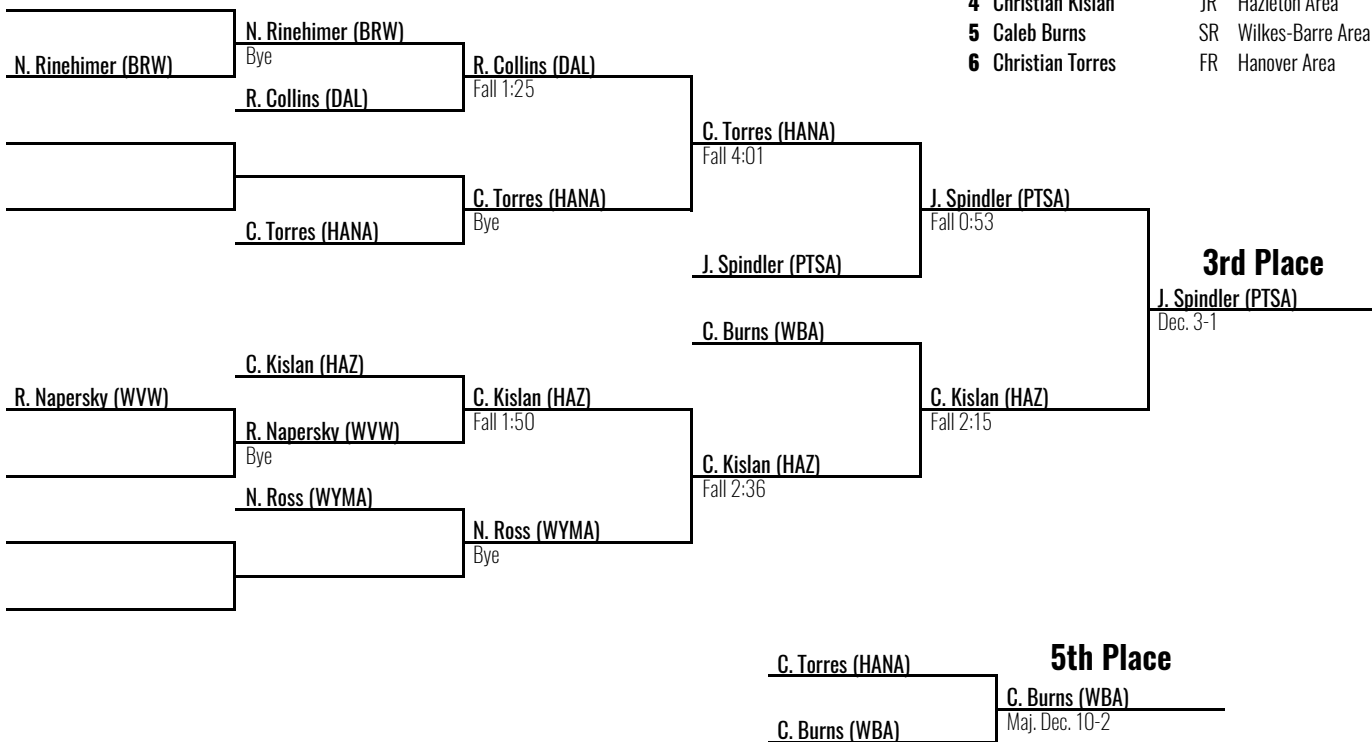 4 Christian Kislan JR Hazleton Area
5 Caleb Burns SR Wilkes-Barre Area
6 Christian Torres FR Hanover Area
N. Rinehimer (BRW)
Bye
N. Rinehimer (BRW)
R. Collins (DAL)
Fall 1:25
R. Collins (DAL)
C. Torres (HANA)
Fall 4:01
C. Torres (HANA)
Bye
J. Spindler (PTSA)
Fall 0:53
C. Torres (HANA)
J. Spindler (PTSA)
3rd Place
J. Spindler (PTSA)
Dec. 3-1
C. Burns (WBA)
C. Kislan (HAZ)
R. Napersky (WVW)
C. Kislan (HAZ)
Fall 1:50
C. Kislan (HAZ)
Fall 2:15
R. Napersky (WVW)
Bye
C. Kislan (HAZ)
Fall 2:36
N. Ross (WYMA)
N. Ross (WYMA)
Bye
5th Place
C. Torres (HANA)
C. Burns (WBA)
Maj. Dec. 10-2
C. Burns (WBA)